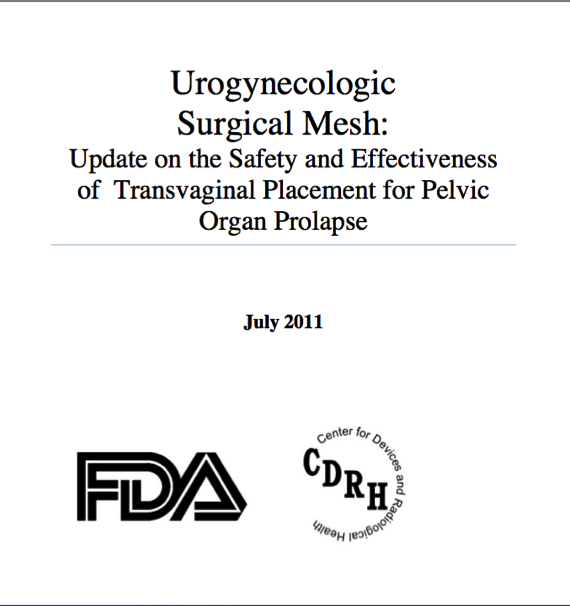 Urogynecologic
Surgical Mesh:
Update on the Safety and Effectiveness
of Transvaginal Placement for Pelvic
Organ Prolapse
July 2011
FDA
CDRH
Center for Devices and Radiological Health